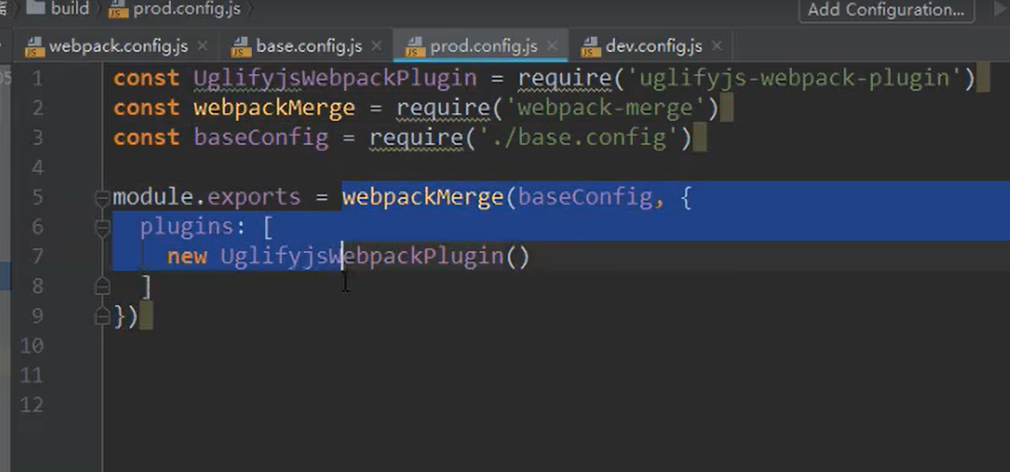 build prod.config.js Add Configuration...
webpack.config.js base.config.js prod.config.js dev.config.js
1 const UglifyjsWebpackPlugin = require('uglifyjs-webpack-plugin')
2 const webpackMerge = require('webpack-merge')
3 const baseConfig = require('./base.config')
4
5 module.exports = webpackMerge(baseConfig, {
6 plugins: [
7 new UglifyjsWebpackPlugin()
8 ]
9 })
10
11
12